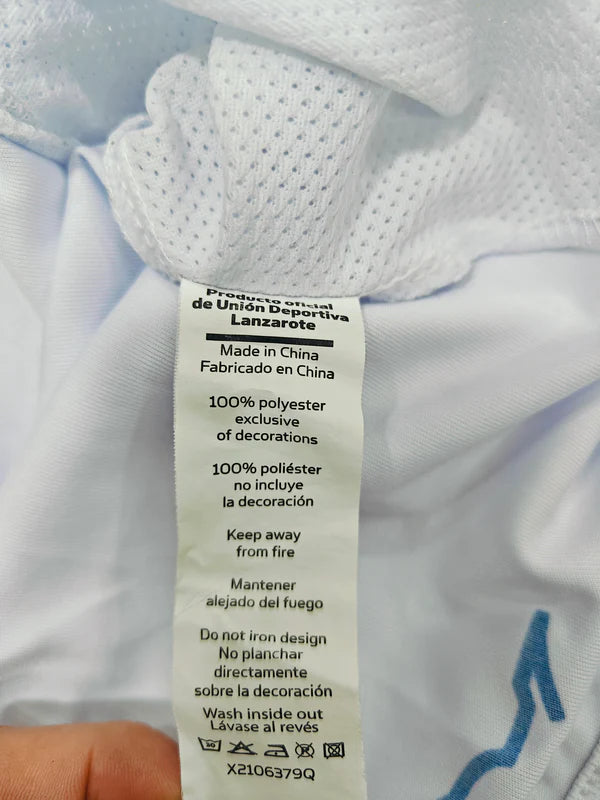 Producto oficial
de Unión Deportiva
Lanzarote
Made in China
Fabricado en China
100% polyester
exclusive
of decorations
100% poliéster
no incluye
la decoración
Keep away
from fire
Mantener
alejado del fuego
Do not iron design
No planchar
directamente
sobre la decoración
Wash inside out
Lávase al revés
30
X2106379Q